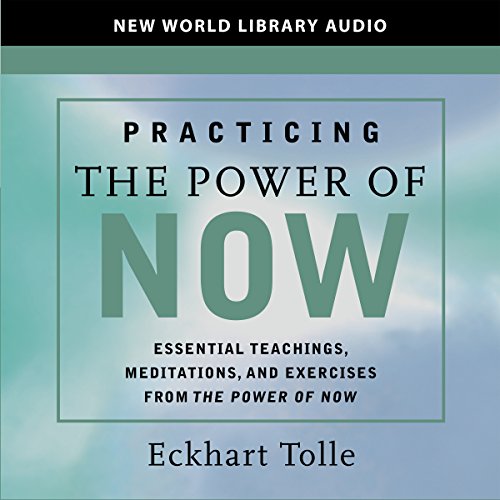 NEW WORLD LIBRARY AUDIO
PRACTICING
THE POWER OF
NOW
ESSENTIAL TEACHINGS,
MEDITATIONS, AND EXERCISES
FROM THE POWER OF NOW
Eckhart Tolle